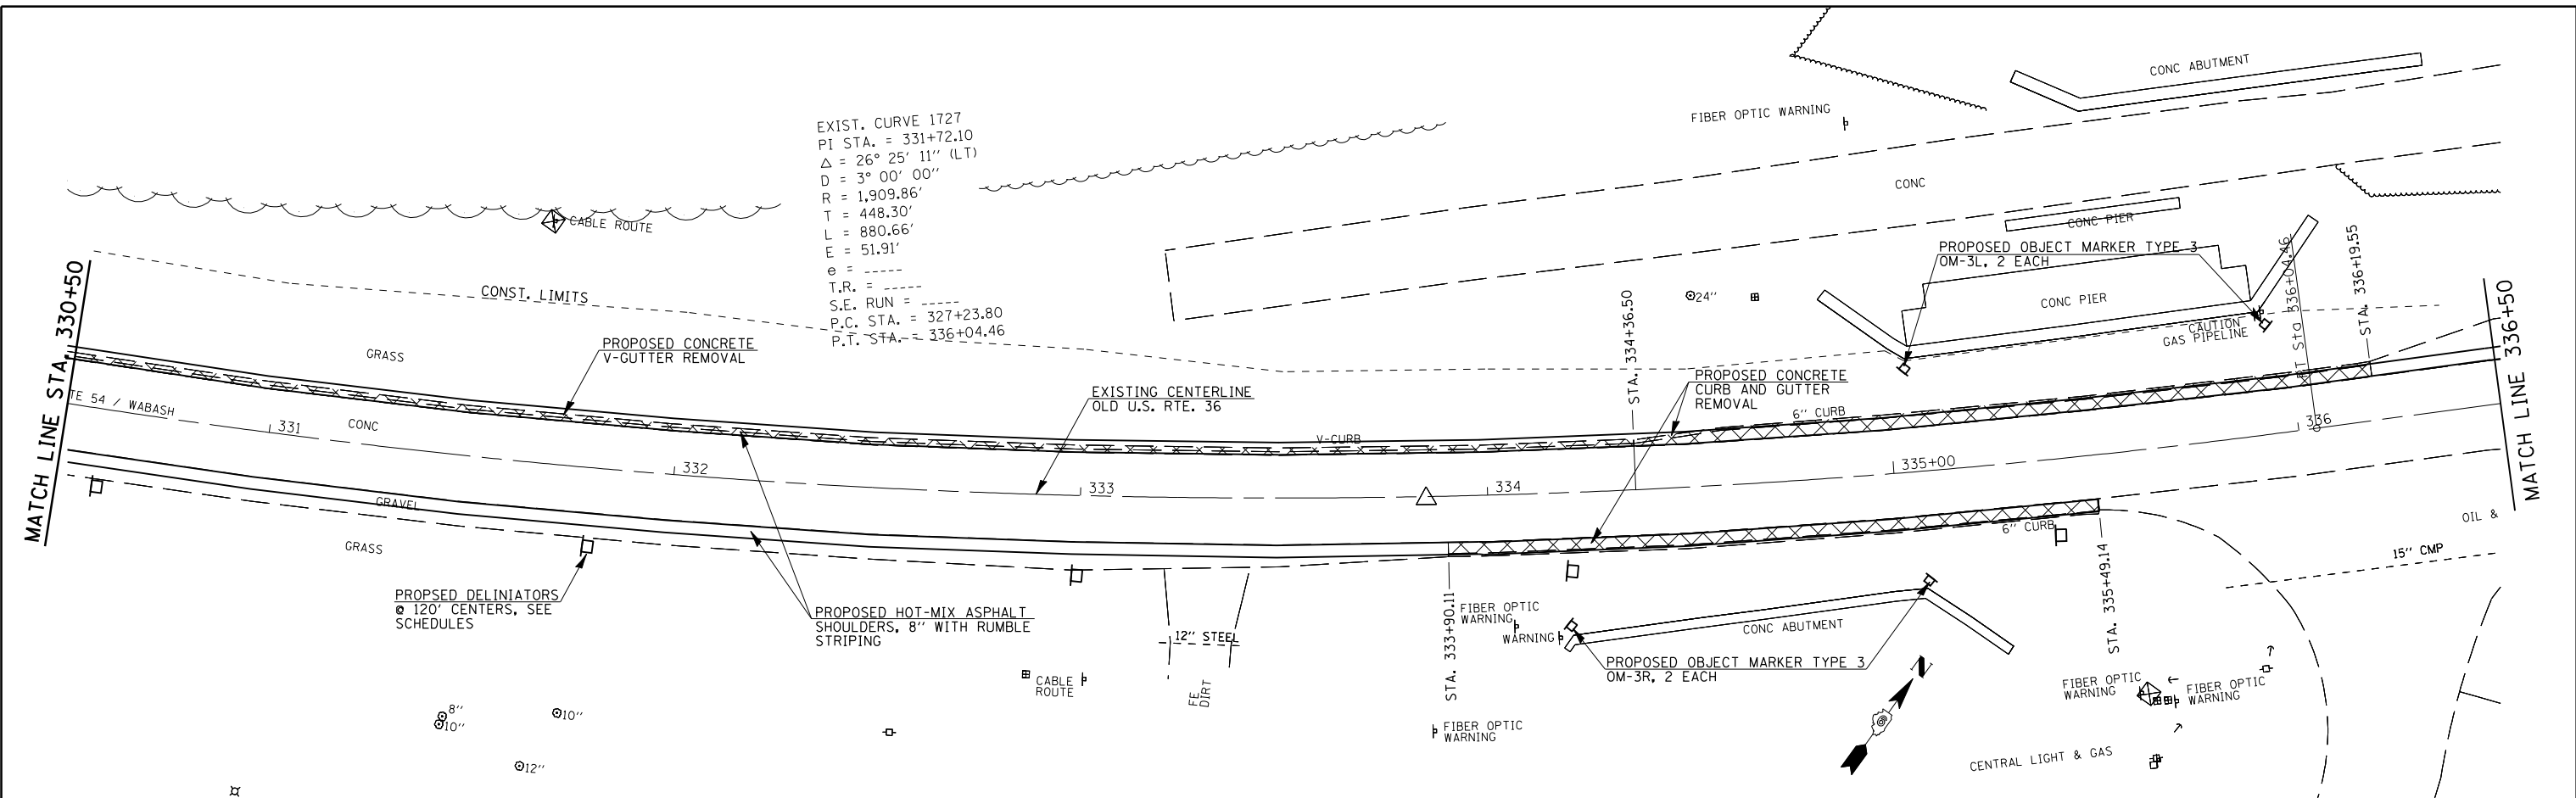 CONC ABUTMENT
FIBER OPTIC WARNING
EXIST. CURVE 1727
PI STA. = 331+72.10
Δ = 26° 25' 11" (LT)
D = 3° 00' 00"
R = 1,909.86'
T = 448.30'
L = 880.66'
E = 51.91'
e = -----
T.R. = -----
S.E. RUN = -----
P.C. STA. = 327+23.80
P.T. STA. = 336+04.46
CONC
CABLE ROUTE
CONC PIER
PROPOSED OBJECT MARKER TYPE 3
OM-3L, 2 EACH
CONST. LIMITS
24"
CONC PIER
CAUTION
GAS PIPELINE
STA. 334+36.50
PT Sta 336+04.46
STA. 336+19.55
MATCH LINE STA. 330+50
MATCH LINE 336+50
GRASS
PROPOSED CONCRETE
V-GUTTER REMOVAL
EXISTING CENTERLINE
OLD U.S. RTE. 36
PROPOSED CONCRETE
CURB AND GUTTER
REMOVAL
TE 54 / WABASH
331
CONC
V-CURB
6" CURB
336
332
333
334
335+00
GRAVEL
GRASS
6" CURB
OIL &
15" CMP
PROPSED DELINIATORS
@ 120' CENTERS, SEE
SCHEDULES
PROPOSED HOT-MIX ASPHALT
SHOULDERS, 8" WITH RUMBLE
STRIPING
12" STEEL
FE
DIRT
STA. 333+90.11
FIBER OPTIC
WARNING
WARNING
CONC ABUTMENT
STA. 335+49.14
PROPOSED OBJECT MARKER TYPE 3
OM-3R, 2 EACH
CABLE
ROUTE
N
FIBER OPTIC
WARNING
FIBER OPTIC
WARNING
8"
10"
10"
FIBER OPTIC
WARNING
12"
CENTRAL LIGHT & GAS